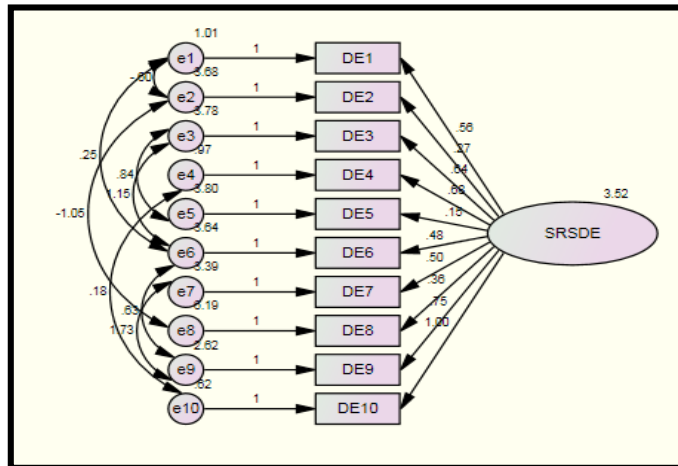 1.01
e1 1 DE1
3.68
-.60
e2 1 DE2
3.78
.56
e3 1 DE3
.27
.97
.25 .84
.64
e4 1 DE4
1.15
.68
3.80
3.52
-1.05
e5 1 DE5
.15
SRSDE
3.64
.48
e6 1 DE6
3.39
.50
e7 1 DE7
.36
.18
.63
6.19
.75
1.73
e8 1 DE8
1.00
2.62
e9 1 DE9
.62
e10 1 DE10